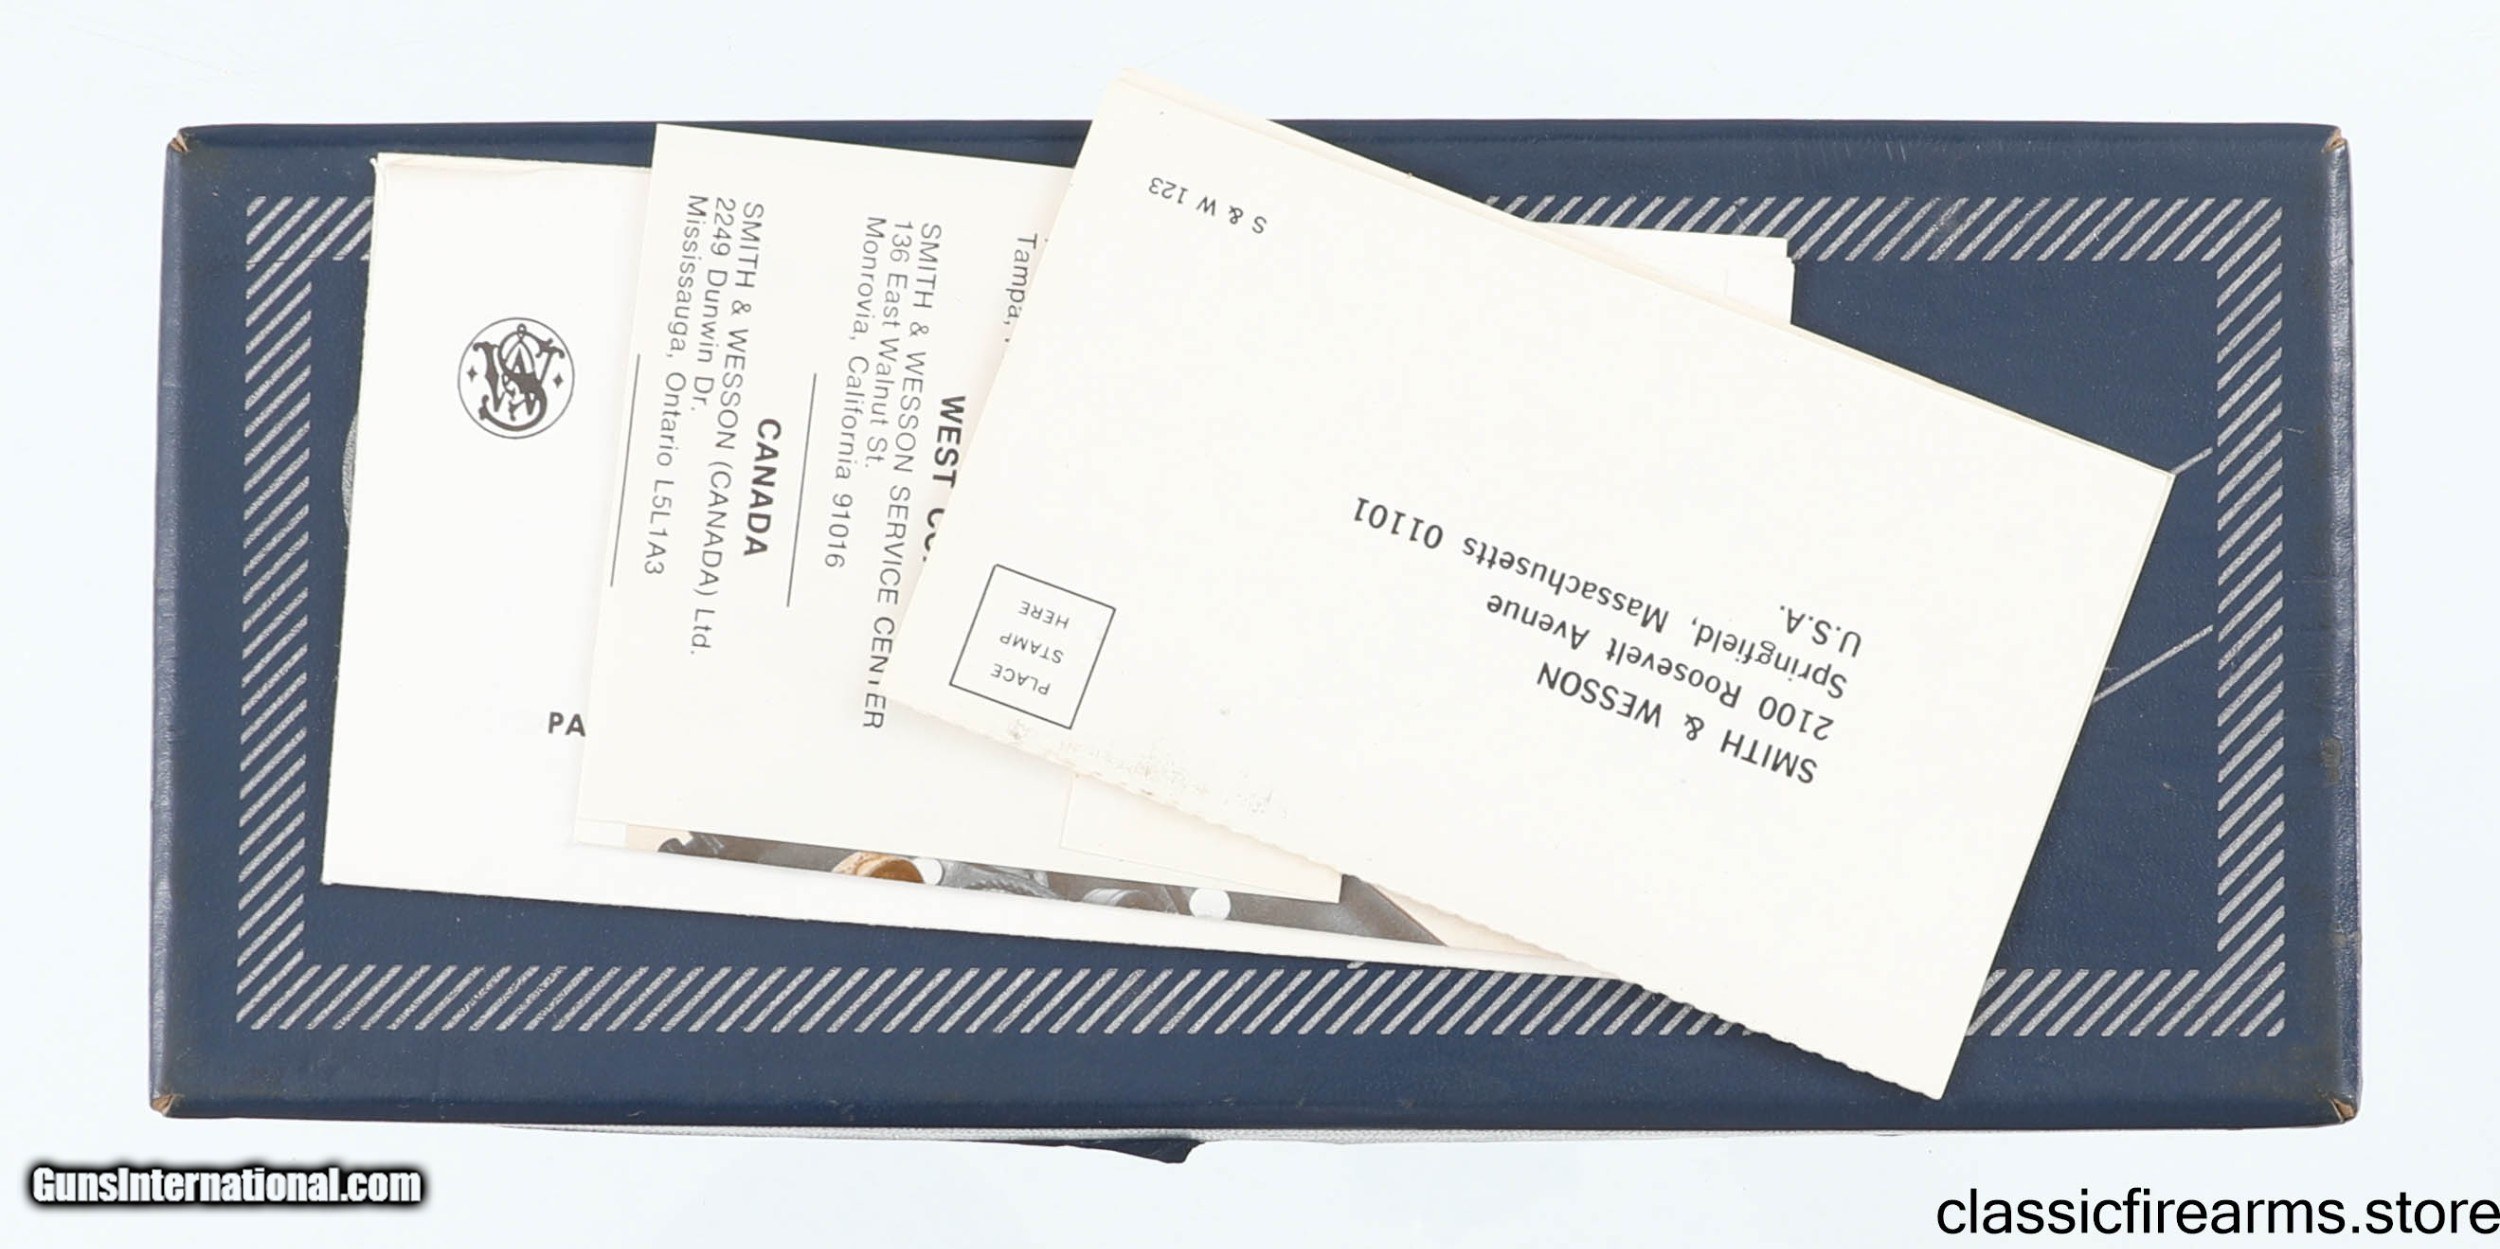 S & W 123
PLACE
STAMP
HERE
SMITH & WESSON
2100 Roosevelt Avenue
Springfield, Massachusetts 01101
U.S.A.
Tampa,
WEST
SMITH & WESSON SERVICE CENTER
136 East Walnut St.
Monrovia, California 91016
CANADA
SMITH & WESSON (CANADA) Ltd.
2249 Dunwin Dr.
Mississauga, Ontario L5L1A3
PA
GunsInternational.com
classicfirearms.store